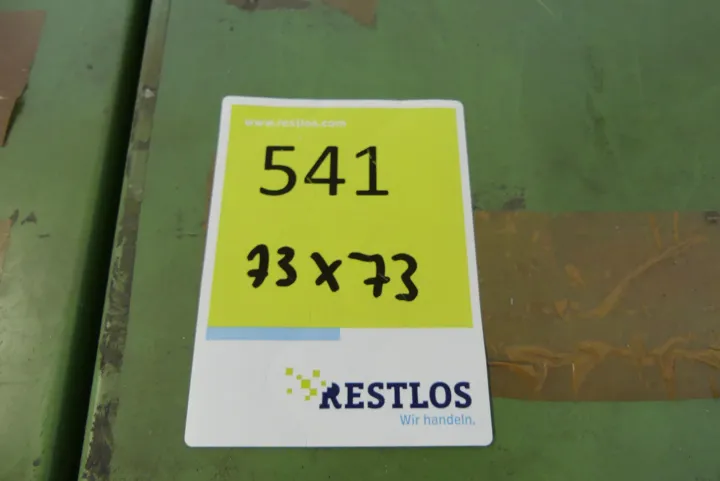 www.restlos.com
541
73 x 73
RESTLOS
Wir handeln.